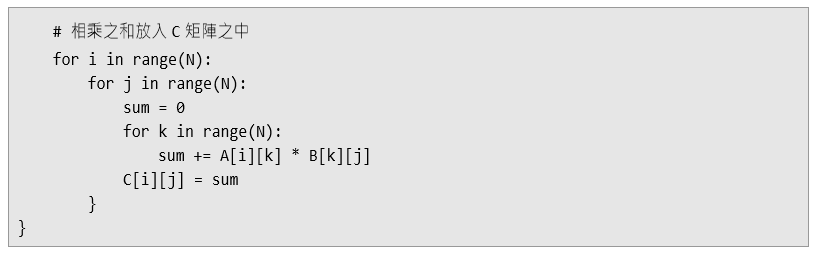 # 相乘之和放入 C 矩陣之中
    for i in range(N):
        for j in range(N):
            sum = 0
            for k in range(N):
                sum += A[i][k] * B[k][j]
            C[i][j] = sum
        }
}